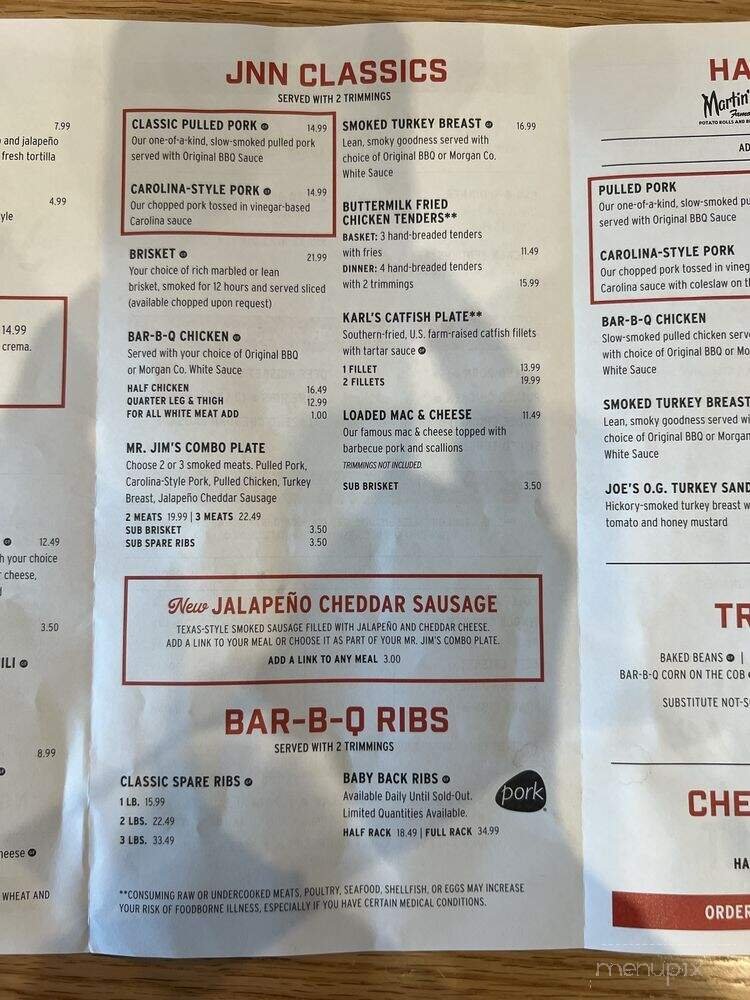 7.99
and jalapeño
fresh tortilla
4.99
yle
14.99
crema.
12.49
h your choice
cheese,
3.50
ILI
8.99
heese
WHEAT AND
JNN CLASSICS
SERVED WITH 2 TRIMMINGS
CLASSIC PULLED PORK 14.99
Our one-of-a-kind, slow-smoked pulled pork
served with Original BBQ Sauce
CAROLINA-STYLE PORK 14.99
Our chopped pork tossed in vinegar-based
Carolina sauce
BRISKET 21.99
Your choice of rich marbled or lean
brisket, smoked for 12 hours and served sliced
(available chopped upon request)
BAR-B-Q CHICKEN
Served with your choice of Original BBQ
or Morgan Co. White Sauce
HALF CHICKEN 16.49
QUARTER LEG & THIGH 12.99
FOR ALL WHITE MEAT ADD 1.00
MR. JIM'S COMBO PLATE
Choose 2 or 3 smoked meats. Pulled Pork,
Carolina-Style Pork, Pulled Chicken, Turkey
Breast, Jalapeño Cheddar Sausage
2 MEATS 19.99 | 3 MEATS 22.49
SUB BRISKET 3.50
SUB SPARE RIBS 3.50
SMOKED TURKEY BREAST 16.99
Lean, smoky goodness served with
choice of Original BBQ or Morgan Co.
White Sauce
BUTTERMILK FRIED
CHICKEN TENDERS**
BASKET: 3 hand-breaded tenders
with fries 11.49
DINNER: 4 hand-breaded tenders
with 2 trimmings 15.99
KARL'S CATFISH PLATE**
Southern-fried, U.S. farm-raised catfish fillets
with tartar sauce
1 FILLET 13.99
2 FILLETS 19.99
LOADED MAC & CHEESE 11.49
Our famous mac & cheese topped with
barbecue pork and scallions
TRIMMINGS NOT INCLUDED.
SUB BRISKET 3.50
New JALAPEÑO CHEDDAR SAUSAGE
TEXAS-STYLE SMOKED SAUSAGE FILLED WITH JALAPEÑO AND CHEDDAR CHEESE.
ADD A LINK TO YOUR MEAL OR CHOOSE IT AS PART OF YOUR MR. JIM'S COMBO PLATE.
ADD A LINK TO ANY MEAL 3.00
BAR-B-Q RIBS
SERVED WITH 2 TRIMMINGS
CLASSIC SPARE RIBS
1 LB. 15.99
2 LBS. 22.49
3 LBS. 33.49
BABY BACK RIBS
Available Daily Until Sold-Out.
Limited Quantities Available.
HALF RACK 18.49 | FULL RACK 34.99
pork
**CONSUMING RAW OR UNDERCOOKED MEATS, POULTRY, SEAFOOD, SHELLFISH, OR EGGS MAY INCREASE
YOUR RISK OF FOODBORNE ILLNESS, ESPECIALLY IF YOU HAVE CERTAIN MEDICAL CONDITIONS.
HA
Martin'
Famo
POTATO ROLLS AND B
AD
PULLED PORK
Our one-of-a-kind, slow-smoked pu
served with Original BBQ Sauce
CAROLINA-STYLE PORK
Our chopped pork tossed in vineg
Carolina sauce with coleslaw on th
BAR-B-Q CHICKEN
Slow-smoked pulled chicken serve
with choice of Original BBQ or Mo
White Sauce
SMOKED TURKEY BREAST
Lean, smoky goodness served wi
choice of Original BBQ or Morgan
White Sauce
JOE'S O.G. TURKEY SAND
Hickory-smoked turkey breast w
tomato and honey mustard
TR
BAKED BEANS |
BAR-B-Q CORN ON THE COB
SUBSTITUTE NOT-S
CHE
HA
ORDER
menupix